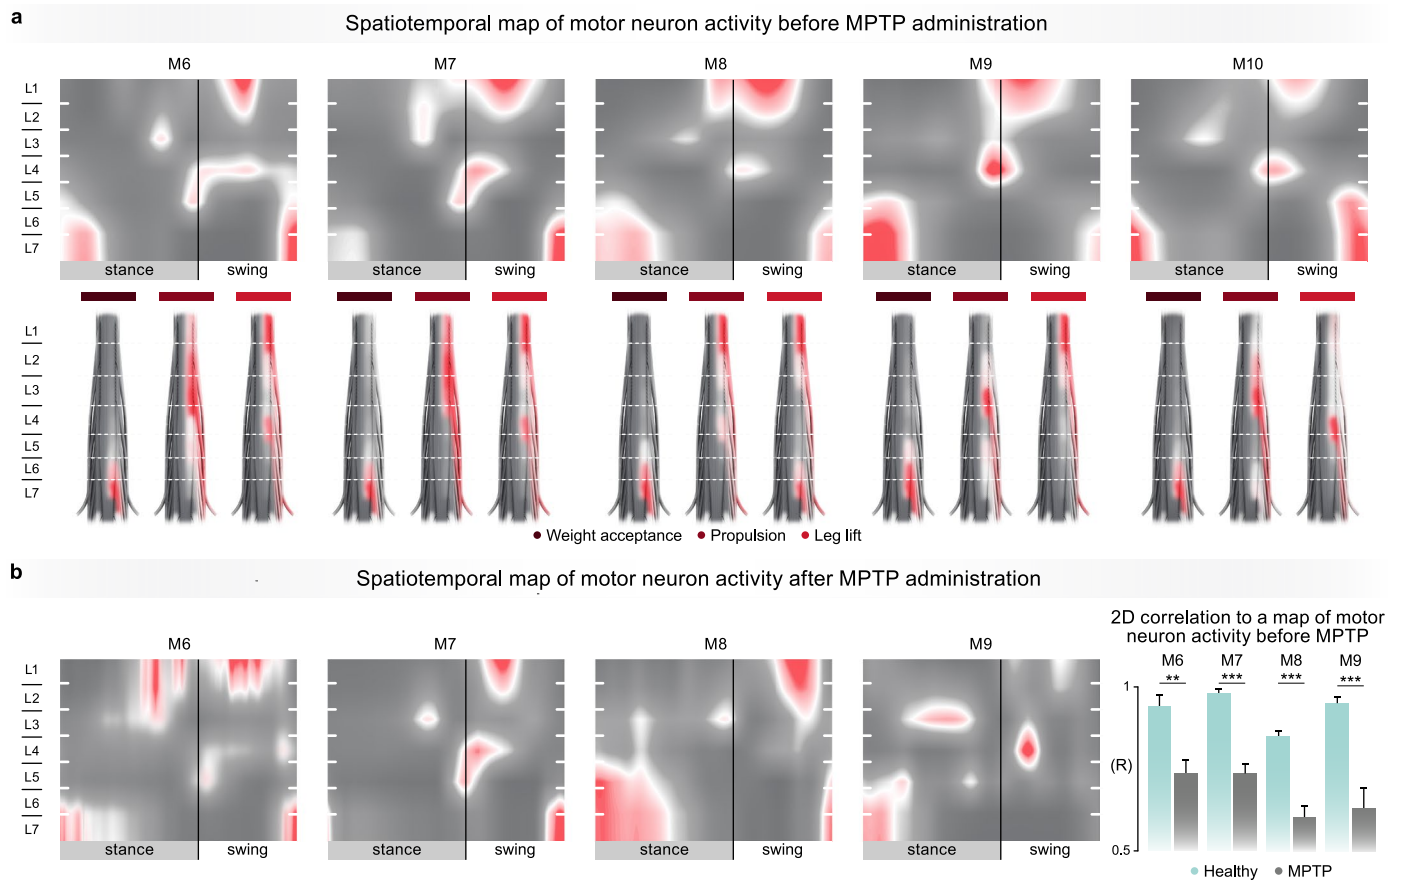 a
Spatiotemporal map of motor neuron activity before MPTP administration
M6 M7 M8 M9 M10
L1
L2
L3
L4
L5
L6
L7
stance swing stance swing stance swing stance swing stance swing
L1
L2
L3
L4
L5
L6
L7
Weight acceptance Propulsion Leg lift
b
Spatiotemporal map of motor neuron activity after MPTP administration
M6 M7 M8 M9
L1
L2
L3
L4
L5
L6
L7
stance swing stance swing stance swing stance swing
2D correlation to a map of motor
neuron activity before MPTP
M6 M7 M8 M9
** *** *** ***
1
(R)
0.5
Healthy MPTP